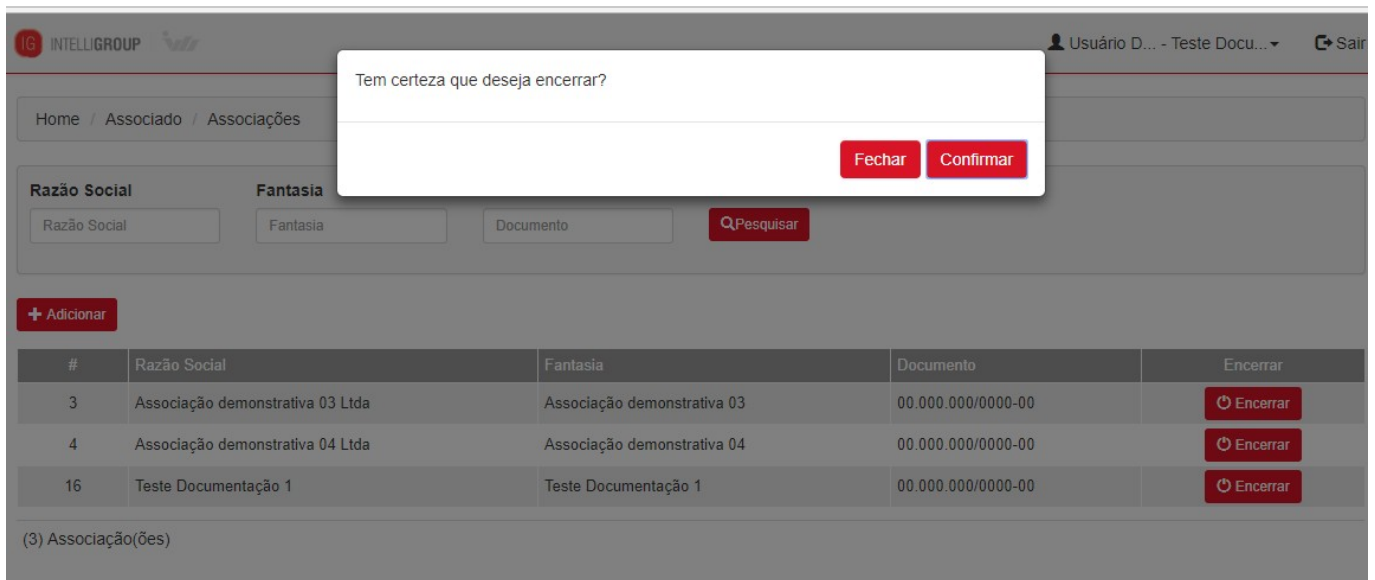 IG INTELLIGROUP
Usuário D... - Teste Docu...
Sair
Tem certeza que deseja encerrar?
Fechar Confirmar
Home / Associado / Associações
Razão Social Fantasia
Razão Social Fantasia Documento Pesquisar
Adicionar
# Razão Social Fantasia Documento Encerrar
3 Associação demonstrativa 03 Ltda Associação demonstrativa 03 00.000.000/0000-00 Encerrar
4 Associação demonstrativa 04 Ltda Associação demonstrativa 04 00.000.000/0000-00 Encerrar
16 Teste Documentação 1 Teste Documentação 1 00.000.000/0000-00 Encerrar
(3) Associação(ões)